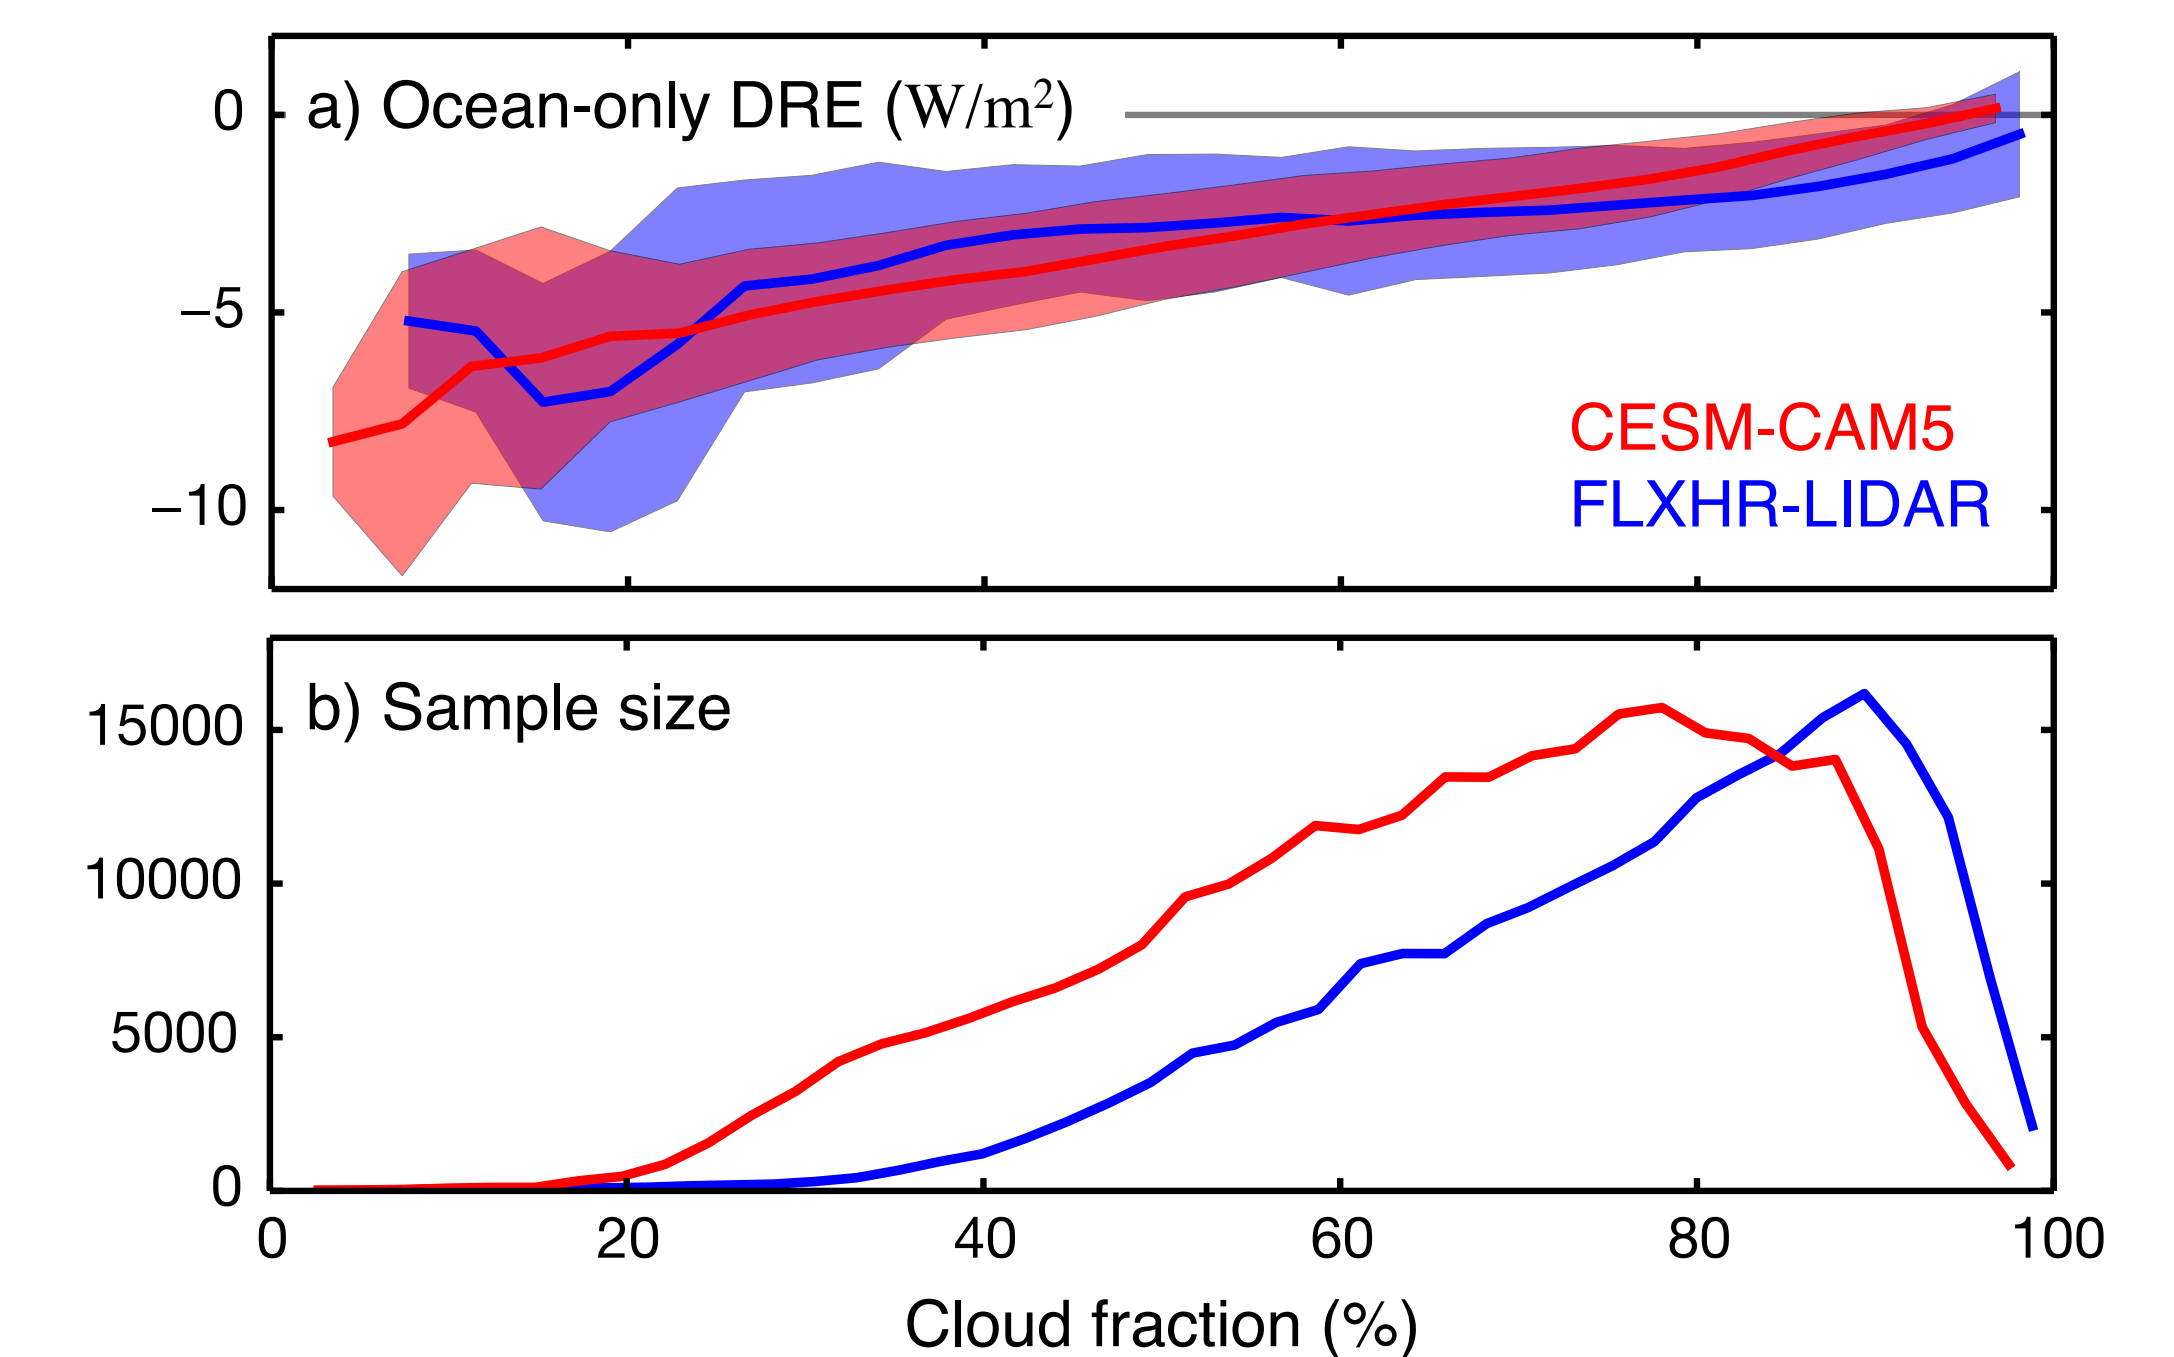 a) Ocean-only DRE (W/m²)
0
−5
−10
CESM-CAM5
FLXHR-LIDAR
b) Sample size
15000
10000
5000
0
0 20 40 60 80 100
Cloud fraction (%)